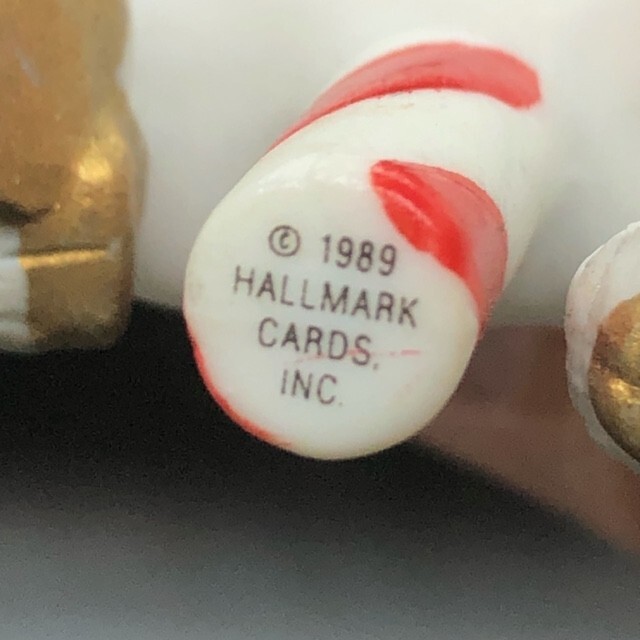 © 1989
HALLMARK
CARDS,
INC.